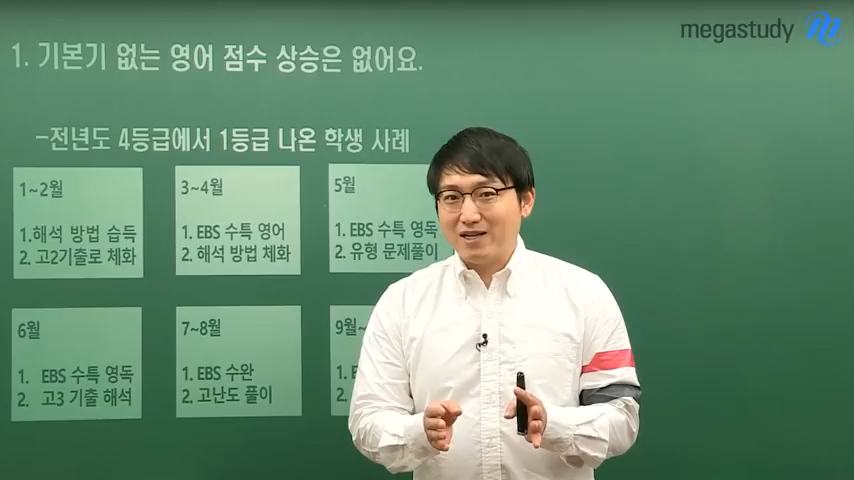 megastudy
1. 기본기 없는 영어 점수 상승은 없어요.
-전년도 4등급에서 1등급 나온 학생 사례
1~2월
1.해석 방법 습득
2. 고2기출로 체화
3~4월
1. EBS 수특 영어
2. 해석 방법 체화
5월
1. EBS 수특 영독
2. 유형 문제풀이
6월
1. EBS 수특 영독
2. 고3 기출 해석
7~8월
1. EBS 수완
2. 고난도 풀이
9월~
1.
2.